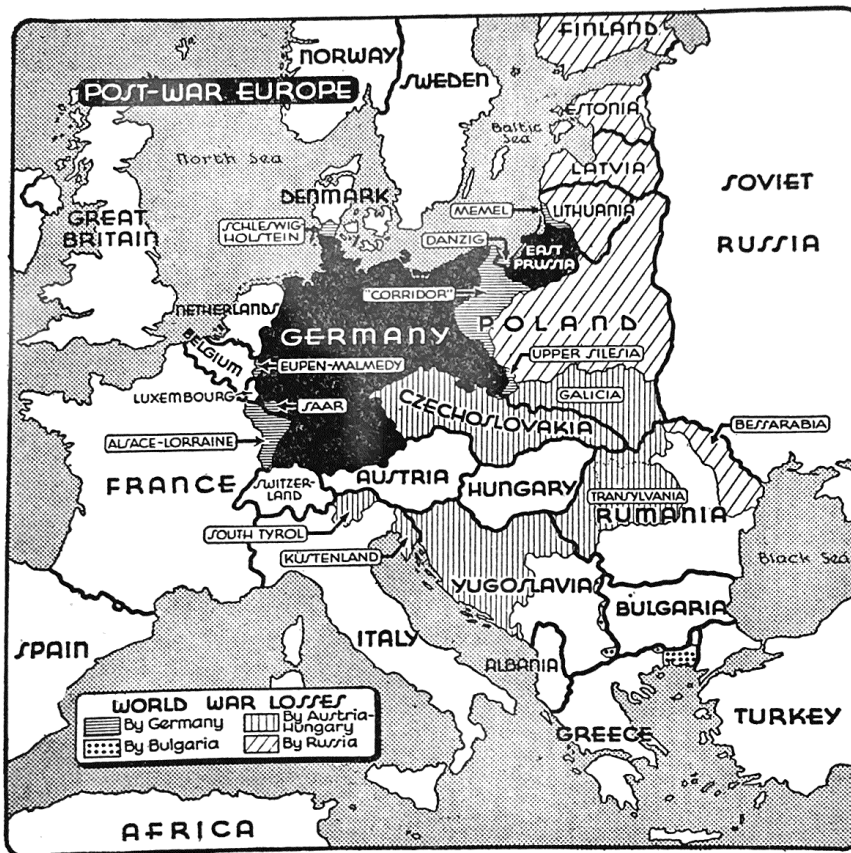 FINLAND
NORWAY
SWEDEN
POST-WAR EUROPE
ESTONIA
Baltic
Sea
North Sea
LATVIA
SOVIET
RUSSIA
DENMARK
MEMEL
LITHUANIA
GREAT
BRITAIN
SCHLESWIG
HOLSTEIN
DANZIG
EAST
PRUSSIA
"CORRIDOR"
NETHERLANDS
GERMANY
POLAND
BELGIUM
EUPEN-MALMEDY
UPPER SILESIA
LUXEMBOURG
SAAR
CZECHOSLOVAKIA
GALICIA
BESSARABIA
ALSACE-LORRAINE
FRANCE
SWITZER-
LAND
AUSTRIA
HUNGARY
TRANSYLVANIA
RUMANIA
SOUTH TYROL
KÜSTENLAND
Black Sea
YUGOSLAVIA
BULGARIA
SPAIN
ITALY
ALBANIA
WORLD WAR LOSSES
By Germany
By Austria-
Hungary
By Bulgaria
By Russia
GREECE
TURKEY
AFRICA